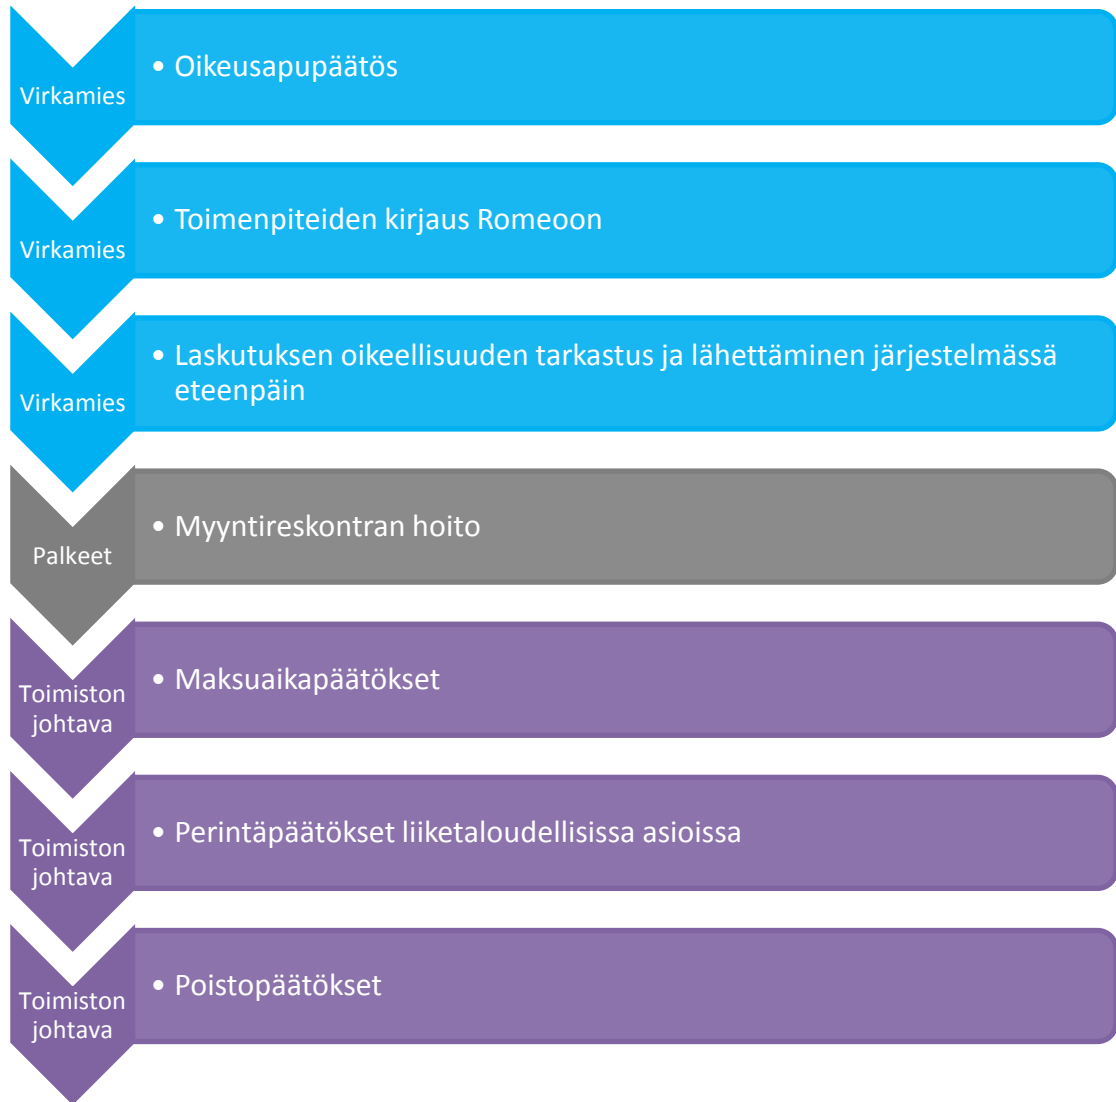 Virkamies
• Oikeusapupäätös
Virkamies
• Toimenpiteiden kirjaus Romeoon
Virkamies
• Laskutuksen oikeellisuuden tarkastus ja lähettäminen järjestelmässä
eteenpäin
Palkeet
• Myyntireskontran hoito
Toimiston
johtava
• Maksuaikapäätökset
Toimiston
johtava
• Perintäpäätökset liiketaloudellisissa asioissa
Toimiston
johtava
• Poistopäätökset